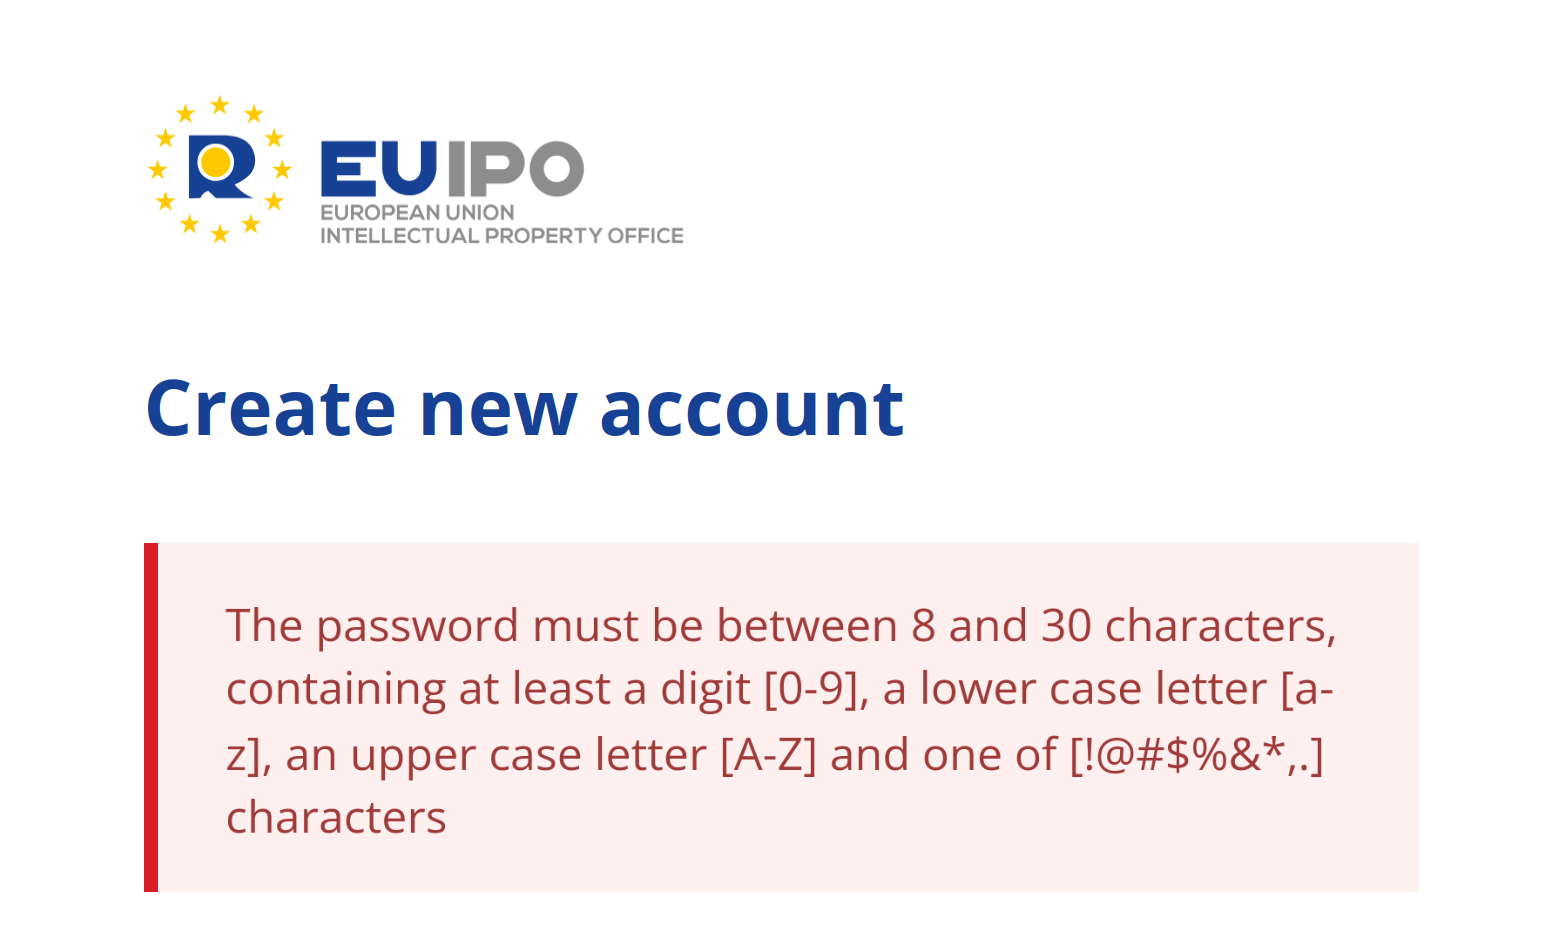 EUIPO
EUROPEAN UNION
INTELLECTUAL PROPERTY OFFICE
Create new account
The password must be between 8 and 30 characters,
containing at least a digit [0-9], a lower case letter [a-
z], an upper case letter [A-Z] and one of [!@#$%&*,.]
characters